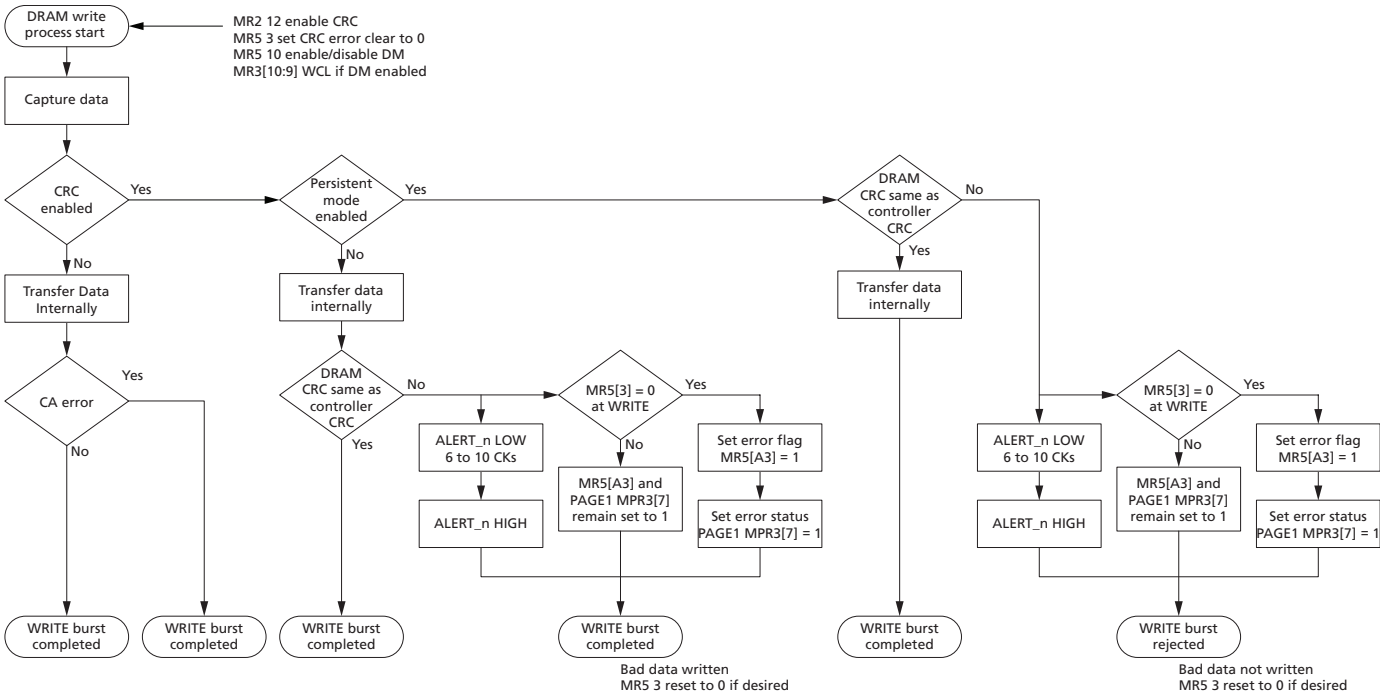 DRAM write
process start
MR2 12 enable CRC
MR5 3 set CRC error clear to 0
MR5 10 enable/disable DM
MR3[10:9] WCL if DM enabled
Capture data
CRC
enabled
Yes
Persistent
mode
enabled
Yes
DRAM
CRC same as
controller
CRC
No
No
No
Yes
Transfer Data
Internally
Transfer data
internally
Transfer data
internally
CA error
Yes
No
DRAM
CRC same as
controller
CRC
No
Yes
MR5[3] = 0
at WRITE
Yes
No
MR5[3] = 0
at WRITE
Yes
No
ALERT_n LOW
6 to 10 CKs
ALERT_n HIGH
MR5[A3] and
PAGE1 MPR3[7]
remain set to 1
Set error flag
MR5[A3] = 1
Set error status
PAGE1 MPR3[7] = 1
ALERT_n LOW
6 to 10 CKs
ALERT_n HIGH
MR5[A3] and
PAGE1 MPR3[7]
remain set to 1
Set error flag
MR5[A3] = 1
Set error status
PAGE1 MPR3[7] = 1
WRITE burst
completed
WRITE burst
completed
WRITE burst
completed
WRITE burst
completed
Bad data written
MR5 3 reset to 0 if desired
WRITE burst
completed
WRITE burst
rejected
Bad data not written
MR5 3 reset to 0 if desired